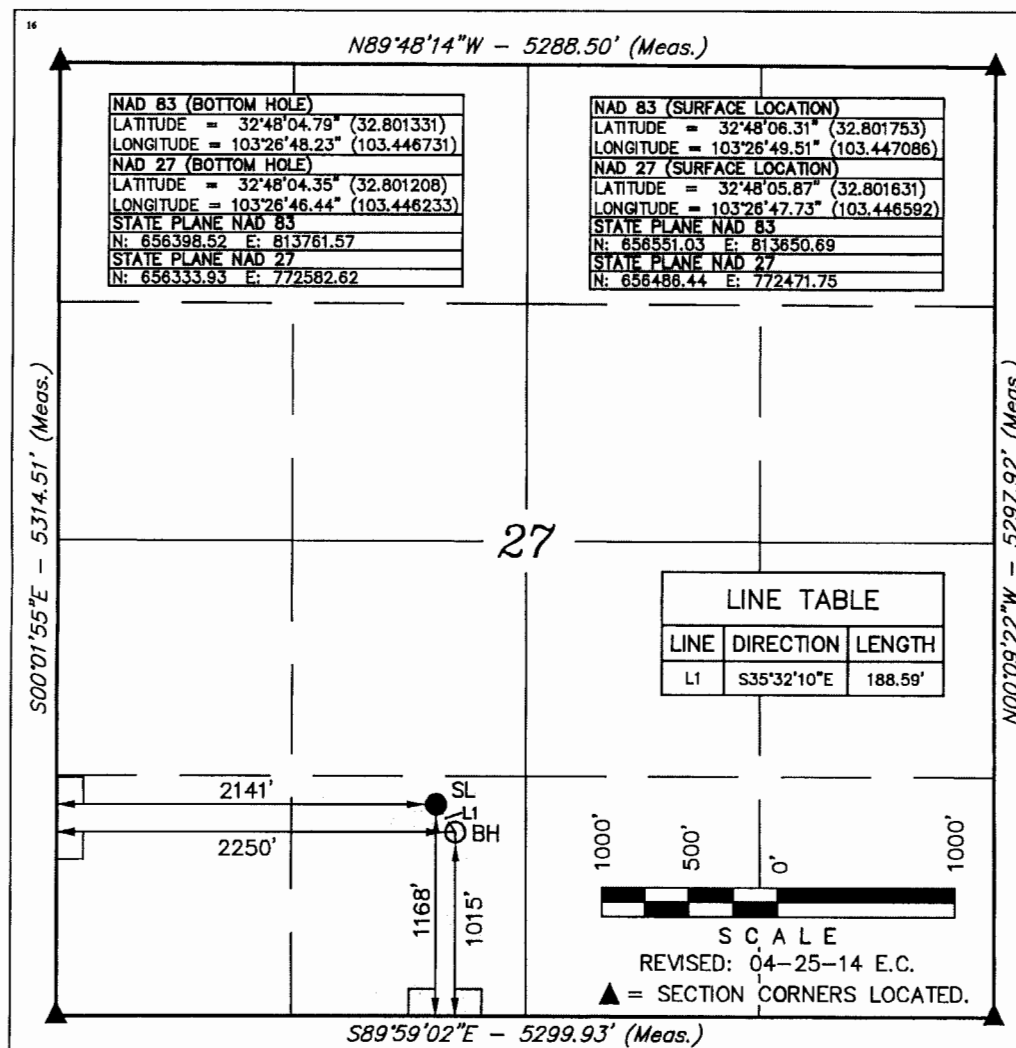 16
N89°48'14"W – 5288.50' (Meas.)
NAD 83 (BOTTOM HOLE)
LATITUDE = 32°48'04.79" (32.801331)
LONGITUDE = 103°26'48.23" (103.446731)
NAD 27 (BOTTOM HOLE)
LATITUDE = 32°48'04.35" (32.801208)
LONGITUDE = 103°26'46.44" (103.446233)
STATE PLANE NAD 83
N: 656398.52 E: 813761.57
STATE PLANE NAD 27
N: 656333.93 E: 772582.62
NAD 83 (SURFACE LOCATION)
LATITUDE = 32°48'06.31" (32.801753)
LONGITUDE = 103°26'49.51" (103.447086)
NAD 27 (SURFACE LOCATION)
LATITUDE = 32°48'05.87" (32.801631)
LONGITUDE = 103°26'47.73" (103.446592)
STATE PLANE NAD 83
N: 656551.03 E: 813650.69
STATE PLANE NAD 27
N: 656486.44 E: 772471.75
S00°01'55"E – 5314.51' (Meas.)
N00°09'22"W – 5297.92' (Meas.)
27
LINE TABLE
LINE DIRECTION LENGTH
L1 S35°32'10"E 188.59'
2141'
SL
L1
2250'
BH
1168'
1015'
1000' 500' 0' 1000'
SCALE
REVISED: 04-25-14 E.C.
▲ = SECTION CORNERS LOCATED.
S89°59'02"E – 5299.93' (Meas.)